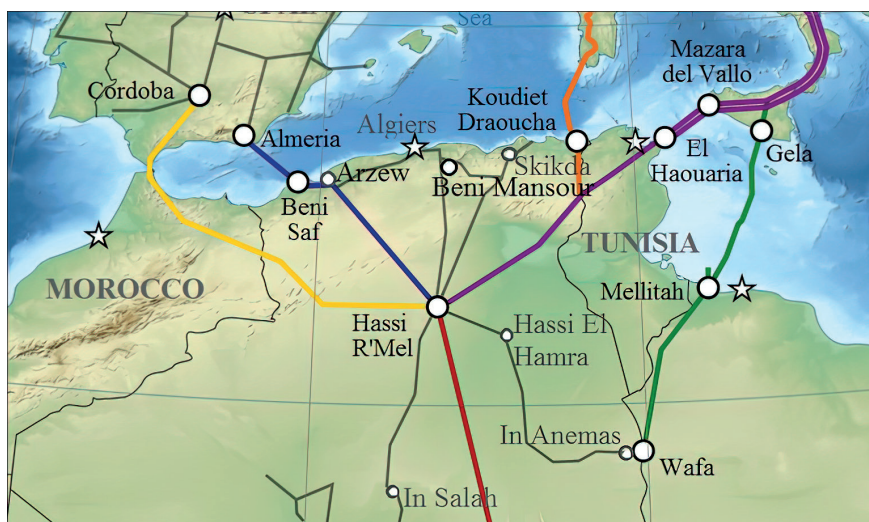 Sea
Cordoba
Mazara
del Vallo
Koudiet
Draoucha
Algiers
Almeria
Skikda
El
Haouaria
Gela
Arzew
Beni Mansour
Beni
Saf
TUNISIA
MOROCCO
Mellitah
Hassi
R'Mel
Hassi El
Hamra
In Anemas
Wafa
In Salah